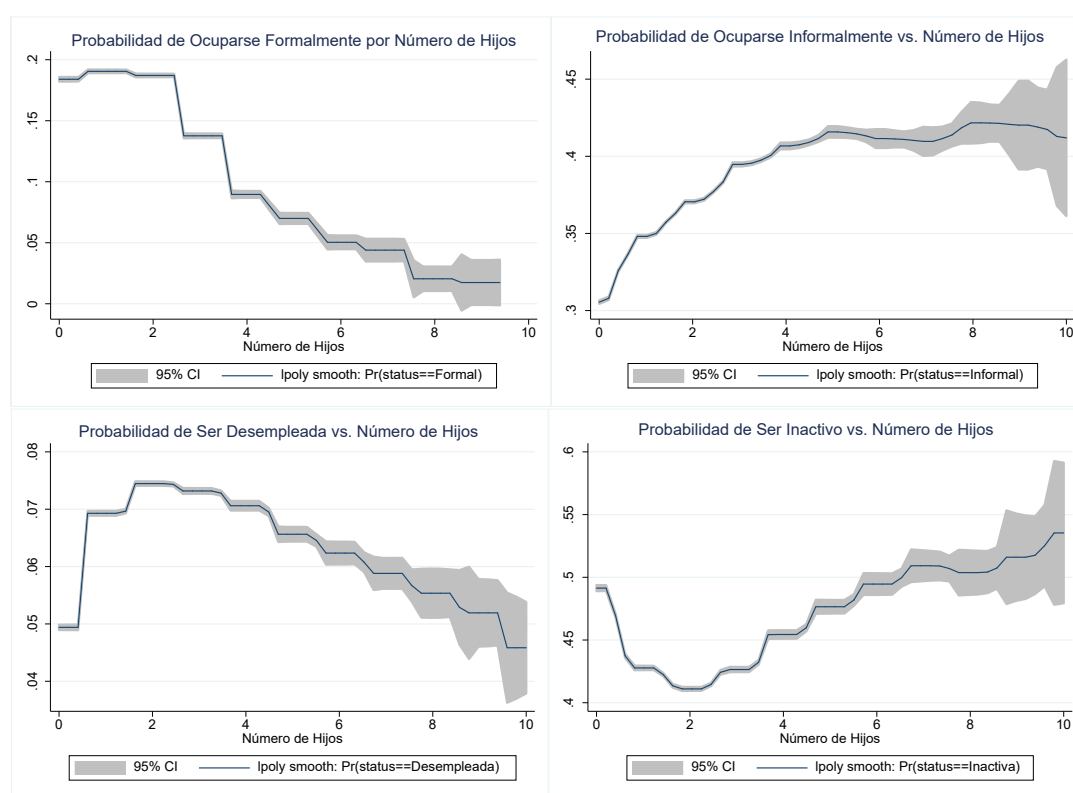 Probabilidad de Ocuparse Formalmente por Número de Hijos
.2
.15
.1
.05
0
0 2 4 6 8 10
Número de Hijos
95% CI lpoly smooth: Pr(status==Formal)
Probabilidad de Ocuparse Informalmente vs. Número de Hijos
.45
.4
.35
.3
0 2 4 6 8 10
Número de Hijos
95% CI lpoly smooth: Pr(status==Informal)
Probabilidad de Ser Desempleada vs. Número de Hijos
.08
.07
.06
.05
.04
0 2 4 6 8 10
Número de Hijos
95% CI lpoly smooth: Pr(status==Desempleada)
Probabilidad de Ser Inactivo vs. Número de Hijos
.6
.55
.5
.45
.4
0 2 4 6 8 10
Número de Hijos
95% CI lpoly smooth: Pr(status==Inactiva)